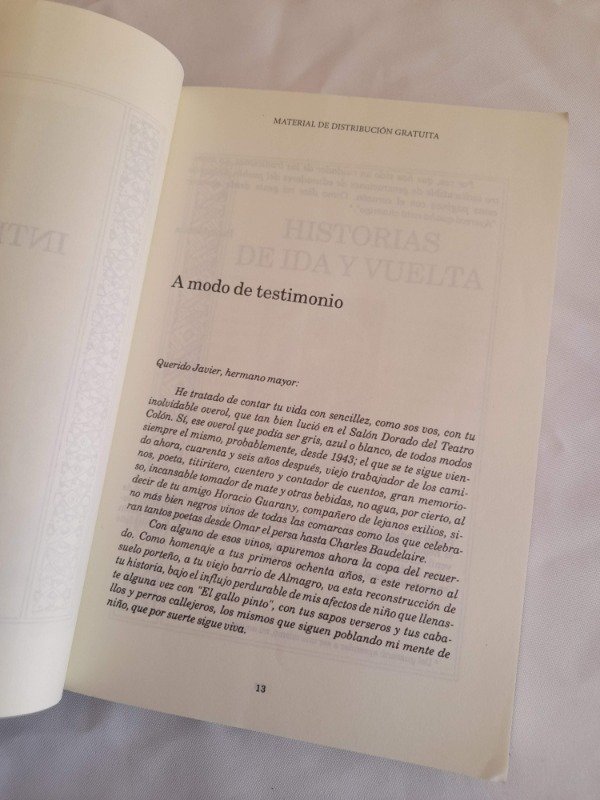 MATERIAL DE DISTRIBUCIÓN GRATUITA
HISTORIAS
DE IDA Y VUELTA
A modo de testimonio
Querido Javier, hermano mayor:
He tratado de contar tu vida con sencillez, como sos vos, con tu
inolvidable overol, que tan bien lució en el Salón Dorado del Teatro
Colón. Sí, ese overol que podía ser gris, azul o blanco, de todos modos
siempre el mismo, probablemente, desde 1943; el que se te sigue vien-
do ahora, cuarenta y seis años después, viejo trabajador de los cami-
nos, poeta, titiritero, cuentero y contador de cuentos, gran memorio-
so, incansable tomador de mate y otras bebidas, no agua, por cierto, al
decir de tu amigo Horacio Guarany, compañero de lejanos exilios, si-
no más bien negros vinos de todas las comarcas como los que celebra-
ran tantos poetas desde Omar el persa hasta Charles Baudelaire.
Con alguno de esos vinos, apuremos ahora la copa del recuer-
do. Como homenaje a tus primeros ochenta años, a este retorno al
suelo porteño, a tu viejo barrio de Almagro, va esta reconstrucción de
tu historia, bajo el influjo perdurable de mis afectos de niño que llenas-
te alguna vez con "El gallo pinto", con tus sapos verseros y tus caba-
llos y perros callejeros, los mismos que siguen poblando mi mente de
niño, que por suerte sigue viva.
13